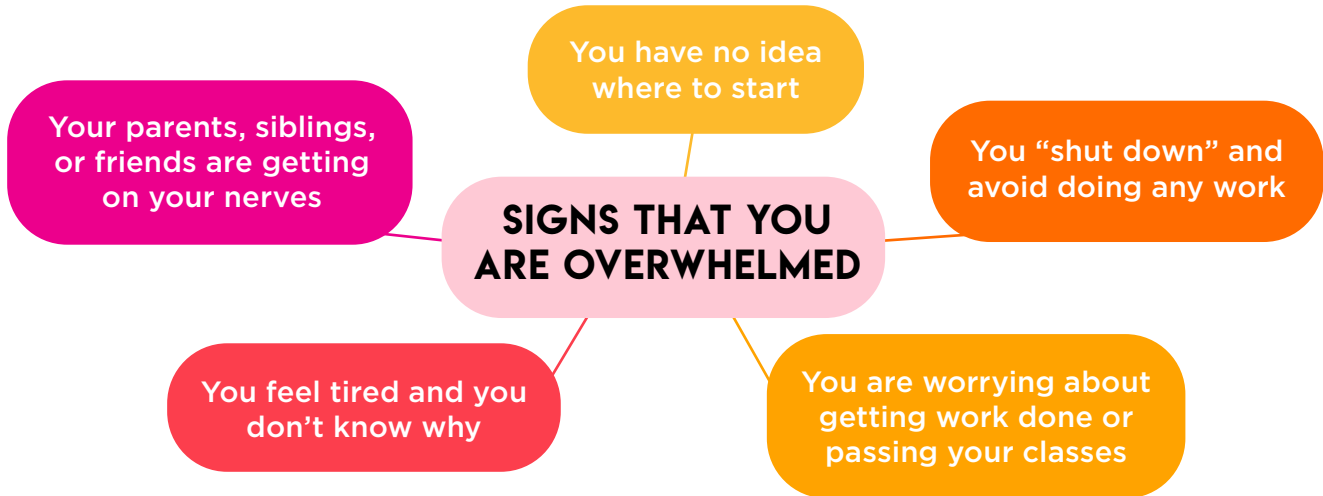 You have no idea
where to start
Your parents, siblings,
or friends are getting
on your nerves
You “shut down” and
avoid doing any work
SIGNS THAT YOU
ARE OVERWHELMED
You feel tired and you
don’t know why
You are worrying about
getting work done or
passing your classes